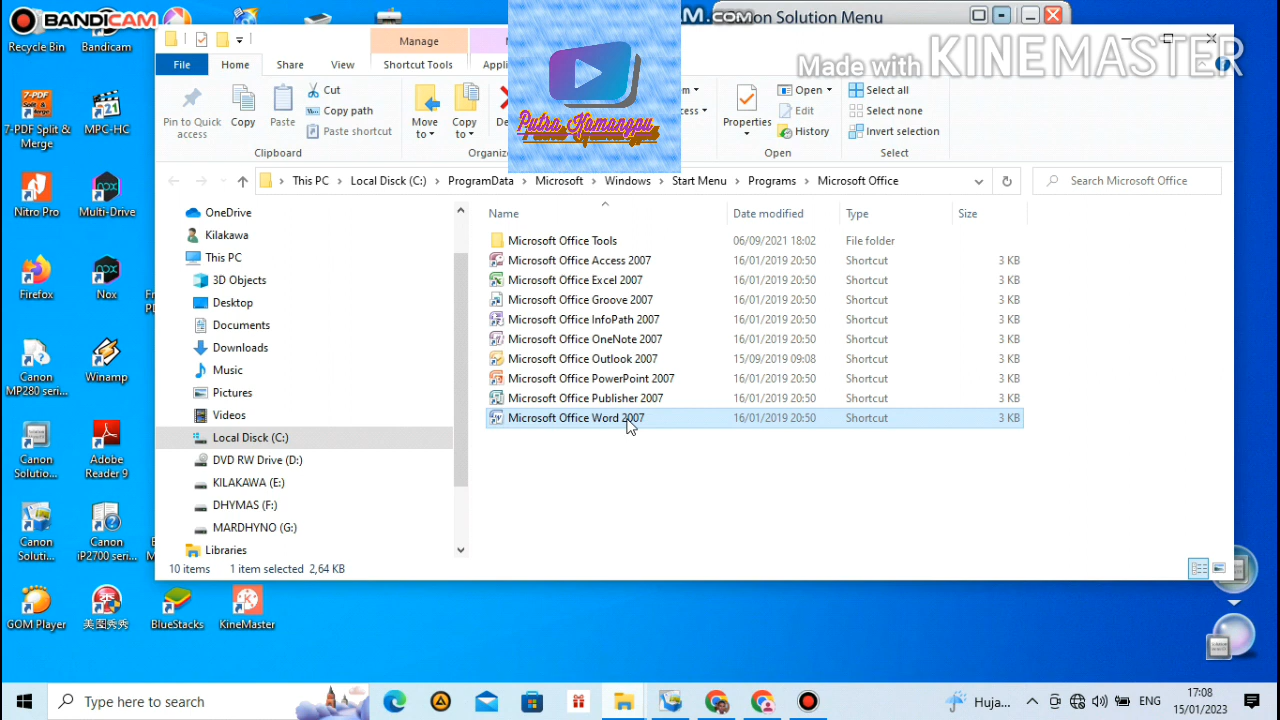 BANDICAM
M.COM
on Solution Menu
Made with KINEMASTER
Putra Kamangpu
Manage
File
Home
Share
View
Shortcut Tools
Pin to Quick access
Copy
Paste
Cut
Copy path
Paste shortcut
Clipboard
Move to
Copy to
Organiz
Properties
Open
Edit
History
Open
Select all
Select none
Invert selection
Select
This PC > Local Disck (C:) > ProgramData > Microsoft > Windows > Start Menu > Programs > Microsoft Office
Search Microsoft Office
OneDrive
Kilakawa
This PC
3D Objects
Desktop
Documents
Downloads
Music
Pictures
Videos
Local Disck (C:)
DVD RW Drive (D:)
KILAKAWA (E:)
DHYMAS (F:)
MARDHYNO (G:)
Libraries
Name Date modified Type Size
Microsoft Office Tools 06/09/2021 18:02 File folder
Microsoft Office Access 2007 16/01/2019 20:50 Shortcut 3 KB
Microsoft Office Excel 2007 16/01/2019 20:50 Shortcut 3 KB
Microsoft Office Groove 2007 16/01/2019 20:50 Shortcut 3 KB
Microsoft Office InfoPath 2007 16/01/2019 20:50 Shortcut 3 KB
Microsoft Office OneNote 2007 16/01/2019 20:50 Shortcut 3 KB
Microsoft Office Outlook 2007 15/09/2019 09:08 Shortcut 3 KB
Microsoft Office PowerPoint 2007 16/01/2019 20:50 Shortcut 3 KB
Microsoft Office Publisher 2007 16/01/2019 20:50 Shortcut 3 KB
Microsoft Office Word 2007 16/01/2019 20:50 Shortcut 3 KB
10 items 1 item selected 2,64 KB
Recycle Bin
Bandicam
7-PDF Split & Merge
MPC-HC
Nitro Pro
Multi-Drive
Firefox
Nox
Canon MP280 seri...
Winamp
Canon Solutio...
Adobe Reader 9
Canon Soluti...
Canon iP2700 seri...
GOM Player
美图秀秀
BlueStacks
KineMaster
Type here to search
Huja...
ENG
17:08
15/01/2023